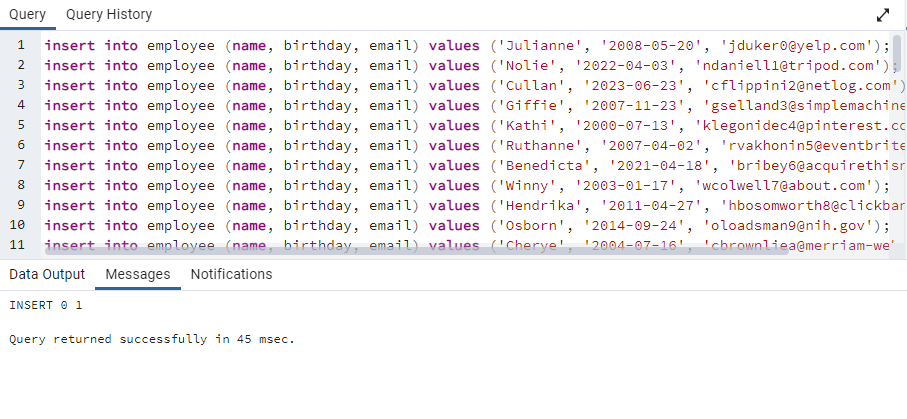 Query Query History
1 insert into employee (name, birthday, email) values ('Julianne', '2008-05-20', 'jduker0@yelp.com');
2 insert into employee (name, birthday, email) values ('Nolie', '2022-04-03', 'ndaniell1@tripod.com');
3 insert into employee (name, birthday, email) values ('Cullan', '2023-06-23', 'cflippini2@netlog.com')
4 insert into employee (name, birthday, email) values ('Giffie', '2007-11-23', 'gselland3@simplemachine
5 insert into employee (name, birthday, email) values ('Kathi', '2000-07-13', 'klegonidec4@pinterest.co
6 insert into employee (name, birthday, email) values ('Ruthanne', '2007-04-02', 'rvakhonin5@eventbrite
7 insert into employee (name, birthday, email) values ('Benedicta', '2021-04-18', 'bribey6@acquirethisn
8 insert into employee (name, birthday, email) values ('Winny', '2003-01-17', 'wcolwell7@about.com');
9 insert into employee (name, birthday, email) values ('Hendrika', '2011-04-27', 'hbosomworth8@clickban
10 insert into employee (name, birthday, email) values ('Osborn', '2014-09-24', 'oloadsman9@nih.gov');
11 insert into employee (name, birthday, email) values ('Cherye', '2004-07-16', 'cbrownliea@merriam-we'
Data Output Messages Notifications
INSERT 0 1
Query returned successfully in 45 msec.